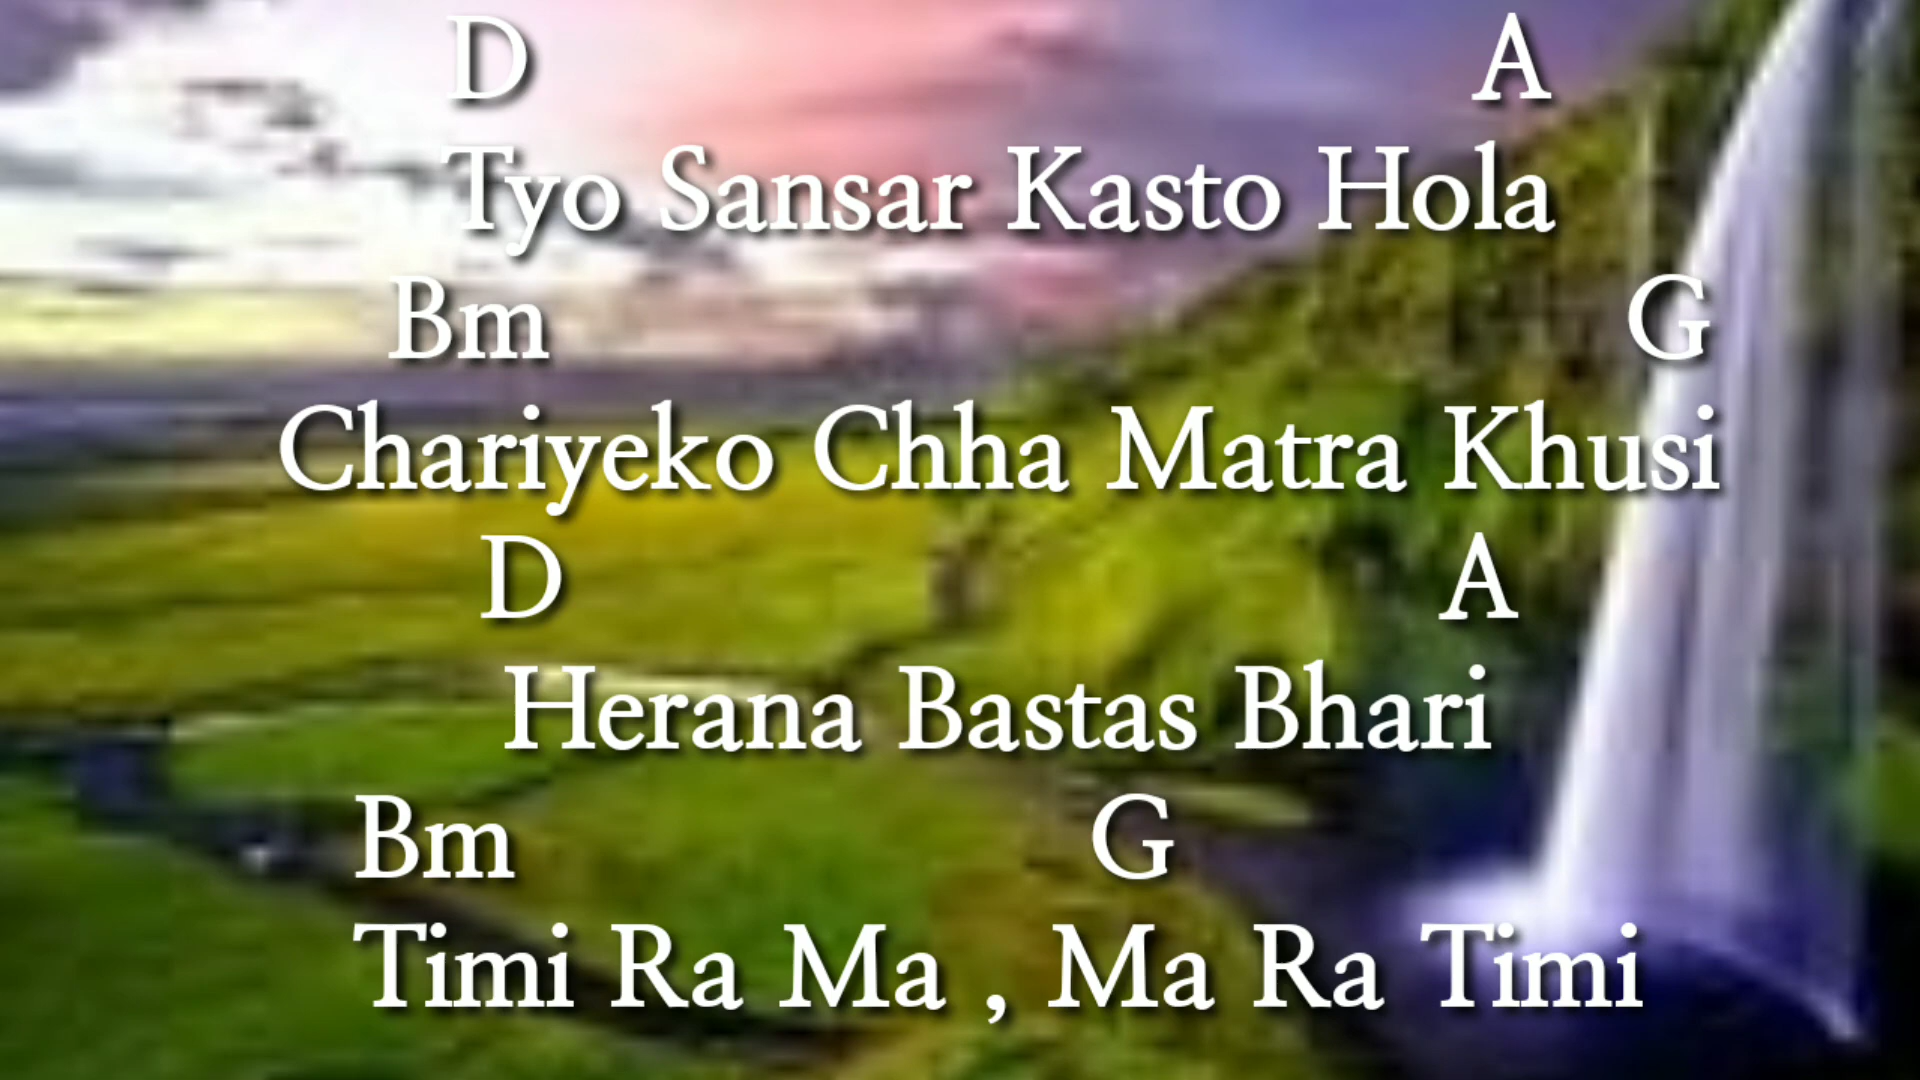 D A
Tyo Sansar Kasto Hola
Bm G
Chariyeko Chha Matra Khusi
D A
Herana Bastas Bhari
Bm G
Timi Ra Ma , Ma Ra Timi